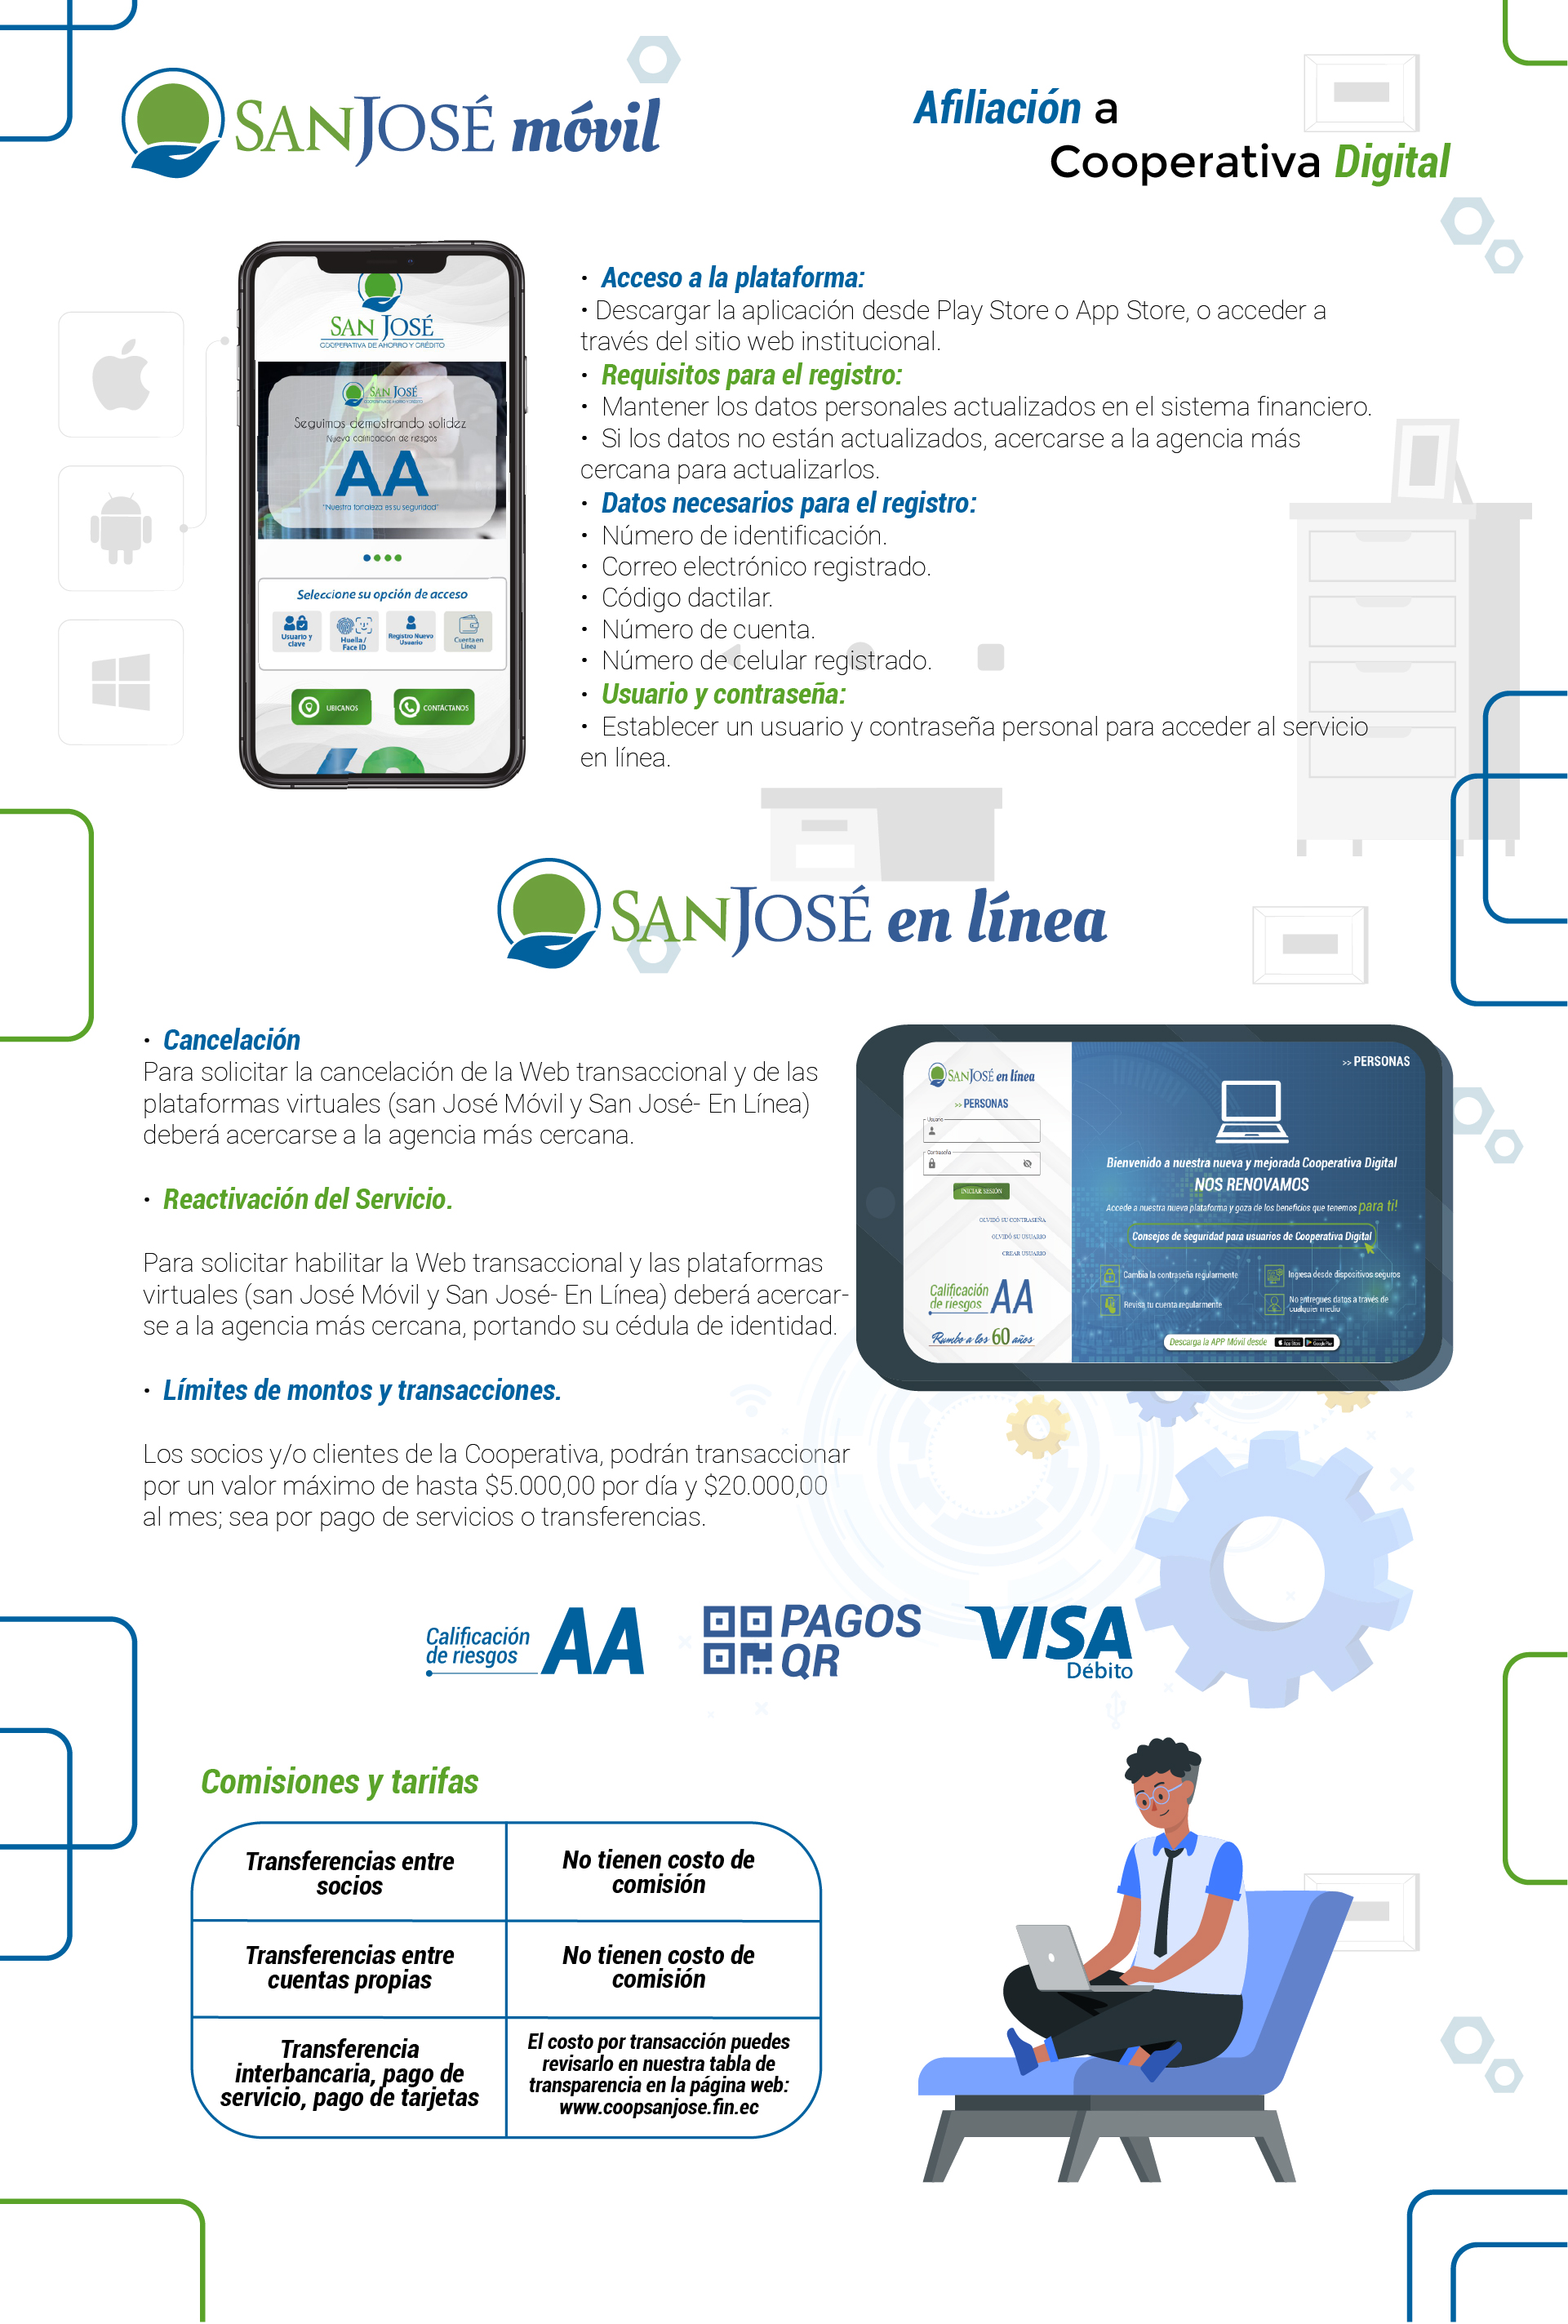 SANJOSÉ móvil
Afiliación a
Cooperativa Digital
SAN JOSÉ
COOPERATIVA DE AHORRO Y CRÉDITO
SAN JOSÉ
Seguimos demostrando solidez
Nueva calificación de riesgos
AA
"Nuestra fortaleza es su seguridad"
Seleccione su opción de acceso
Usuario y
clave
Huella /
Face ID
Registro Nuevo
Usuario
Cuenta en
Línea
UBICANOS
CONTÁCTANOS
• Acceso a la plataforma:
• Descargar la aplicación desde Play Store o App Store, o acceder a
través del sitio web institucional.
• Requisitos para el registro:
• Mantener los datos personales actualizados en el sistema financiero.
• Si los datos no están actualizados, acercarse a la agencia más
cercana para actualizarlos.
• Datos necesarios para el registro:
• Número de identificación.
• Correo electrónico registrado.
• Código dactilar.
• Número de cuenta.
• Número de celular registrado.
• Usuario y contraseña:
• Establecer un usuario y contraseña personal para acceder al servicio
en línea.
SANJOSÉ en línea
• Cancelación
Para solicitar la cancelación de la Web transaccional y de las
plataformas virtuales (san José Móvil y San José- En Línea)
deberá acercarse a la agencia más cercana.
• Reactivación del Servicio.
Para solicitar habilitar la Web transaccional y las plataformas
virtuales (san José Móvil y San José- En Línea) deberá acercar-
se a la agencia más cercana, portando su cédula de identidad.
• Límites de montos y transacciones.
Los socios y/o clientes de la Cooperativa, podrán transaccionar
por un valor máximo de hasta $5.000,00 por día y $20.000,00
al mes; sea por pago de servicios o transferencias.
SANJOSÉ en línea
>> PERSONAS
Usuario
Contraseña
INICIAR SESIÓN
OLVIDÓ SU CONTRASEÑA
OLVIDÓ SU USUARIO
CREAR USUARIO
Calificación
de riesgos AA
Rumbo a los 60 años
>> PERSONAS
Bienvenido a nuestra nueva y mejorada Cooperativa Digital
NOS RENOVAMOS
Accede a nuestra nueva plataforma y goza de los beneficios que tenemos para ti!
Consejos de seguridad para usuarios de Cooperativa Digital
Cambia la contraseña regularmente
Ingresa desde dispositivos seguros
Revisa tu cuenta regularmente
No entregues datos a través de
cualquier medio
Descarga la APP Móvil desde
App Store
Google Play
Calificación
de riesgos AA
PAGOS
QR
VISA
Débito
Comisiones y tarifas
Transferencias entre
socios
No tienen costo de
comisión
Transferencias entre
cuentas propias
No tienen costo de
comisión
Transferencia
interbancaria, pago de
servicio, pago de tarjetas
El costo por transacción puedes
revisarlo en nuestra tabla de
transparencia en la página web:
www.coopsanjose.fin.ec